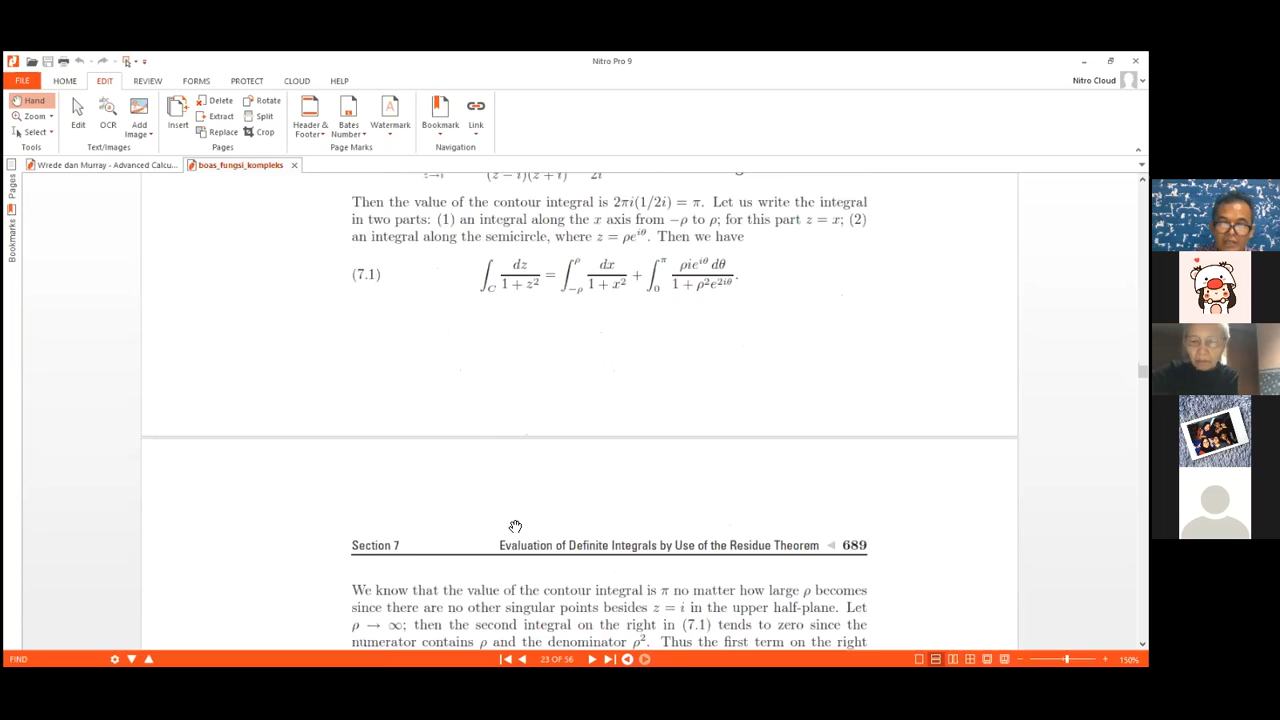 Nitro Pro 9
Nitro Cloud
FILE HOME EDIT REVIEW FORMS PROTECT CLOUD HELP
Hand
Zoom
Select
Tools
Edit
OCR
Add Image
Text/Images
Insert
Delete
Extract
Replace
Rotate
Split
Crop
Pages
Header & Footer
Bates Number
Watermark
Page Marks
Bookmark
Link
Navigation
Wrede dan Murray - Advanced Calcu...
boas_fungsi_kompleks
Pages
Bookmarks
z→i (z − i)(z + i) 2i
Then the value of the contour integral is 2πi(1/2i) = π. Let us write the integral
in two parts: (1) an integral along the x axis from −ρ to ρ; for this part z = x; (2)
an integral along the semicircle, where z = ρe^{iθ}. Then we have
(7.1) ∫_C dz/(1 + z²) = ∫_{−ρ}^{ρ} dx/(1 + x²) + ∫_0^π ρie^{iθ} dθ/(1 + ρ²e^{2iθ}).
Section 7 Evaluation of Definite Integrals by Use of the Residue Theorem 689
We know that the value of the contour integral is π no matter how large ρ becomes
since there are no other singular points besides z = i in the upper half-plane. Let
ρ → ∞; then the second integral on the right in (7.1) tends to zero since the
numerator contains ρ and the denominator ρ². Thus the first term on the right
FIND
23 OF 56
150%